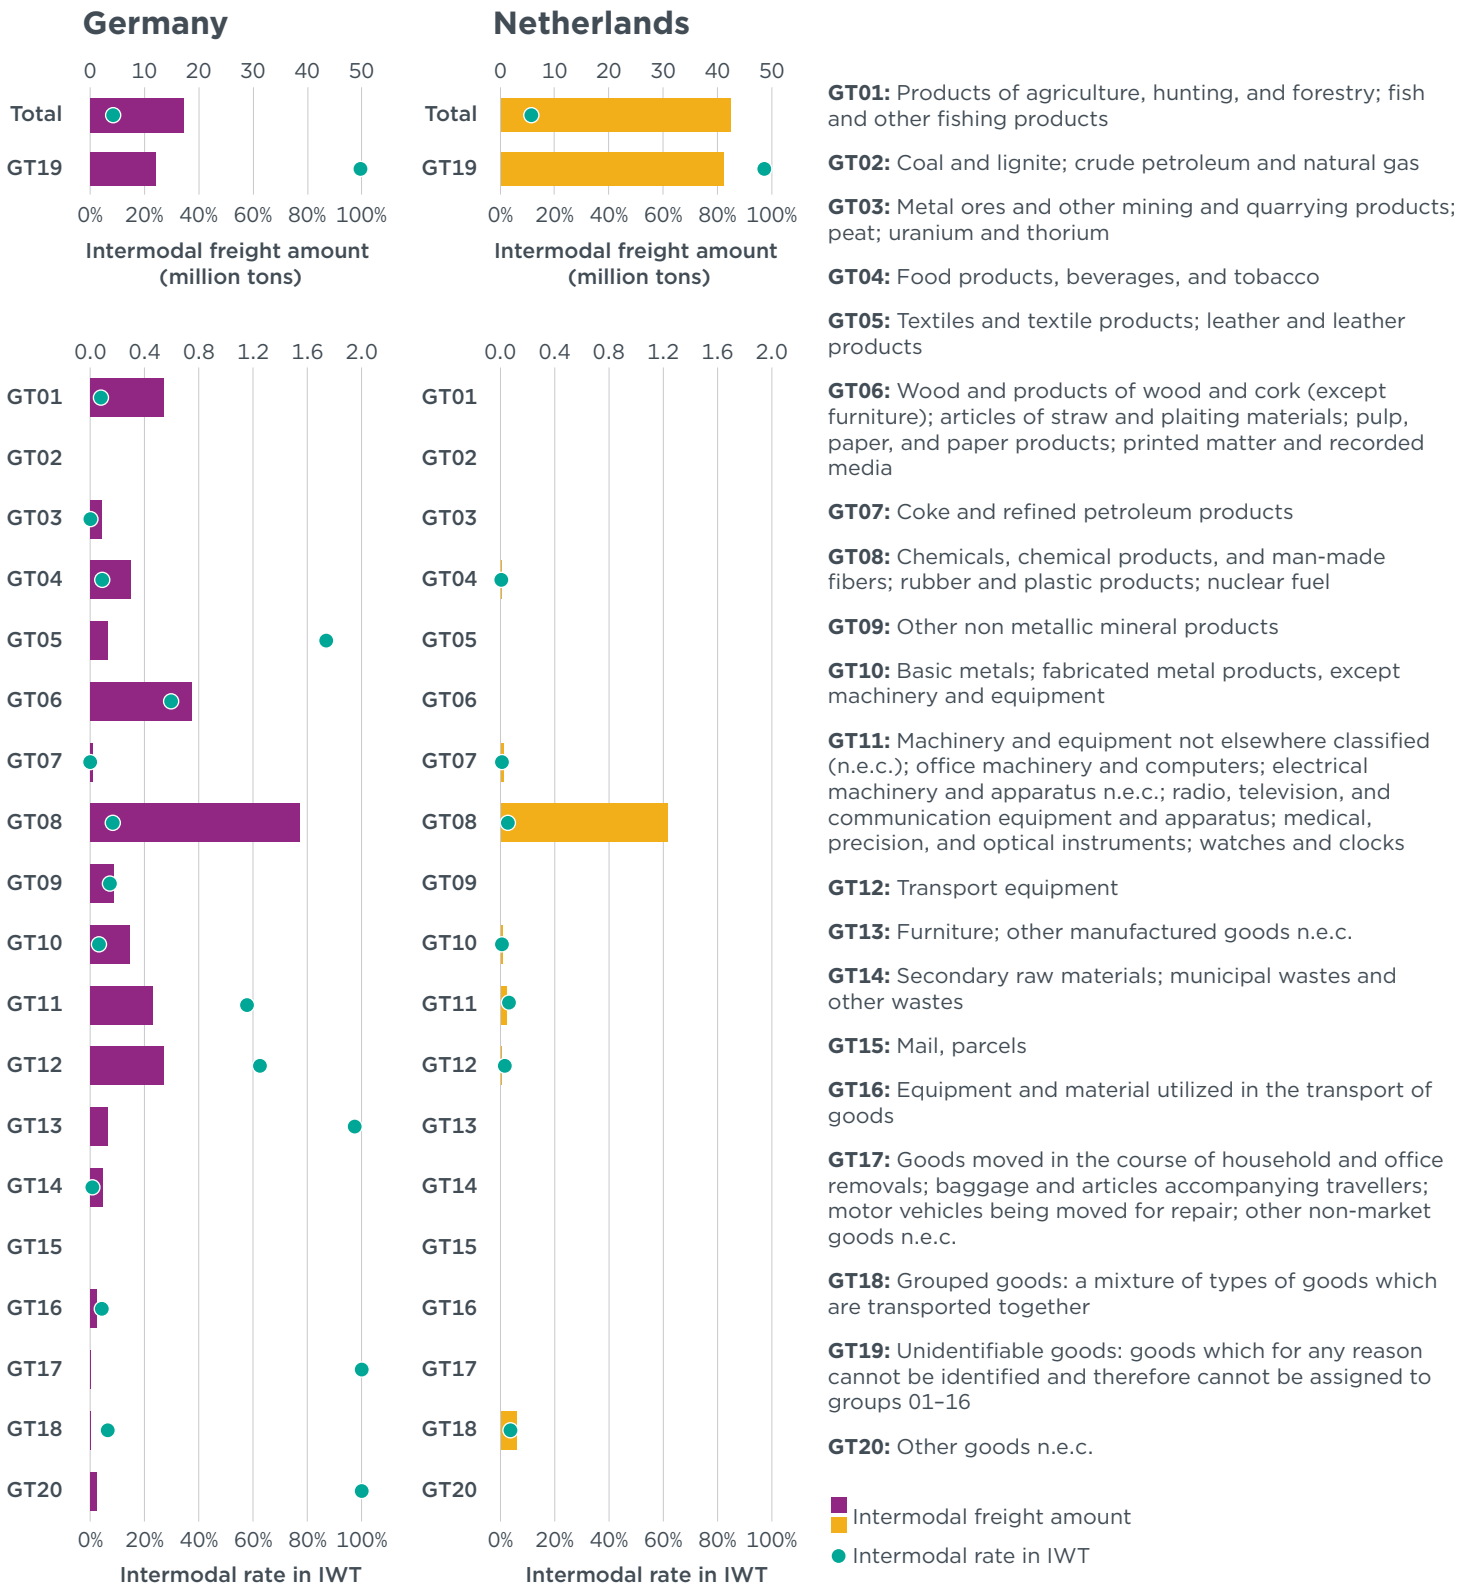 Germany
0 10 20 30 40 50
Total
GT19
0% 20% 40% 60% 80% 100%
Intermodal freight amount
(million tons)
0.0 0.4 0.8 1.2 1.6 2.0
GT01
GT02
GT03
GT04
GT05
GT06
GT07
GT08
GT09
GT10
GT11
GT12
GT13
GT14
GT15
GT16
GT17
GT18
GT20
0% 20% 40% 60% 80% 100%
Intermodal rate in IWT
Netherlands
0 10 20 30 40 50
Total
GT19
0% 20% 40% 60% 80% 100%
Intermodal freight amount
(million tons)
0.0 0.4 0.8 1.2 1.6 2.0
GT01
GT02
GT03
GT04
GT05
GT06
GT07
GT08
GT09
GT10
GT11
GT12
GT13
GT14
GT15
GT16
GT17
GT18
GT20
0% 20% 40% 60% 80% 100%
Intermodal rate in IWT
GT01: Products of agriculture, hunting, and forestry; fish
and other fishing products
GT02: Coal and lignite; crude petroleum and natural gas
GT03: Metal ores and other mining and quarrying products;
peat; uranium and thorium
GT04: Food products, beverages, and tobacco
GT05: Textiles and textile products; leather and leather
products
GT06: Wood and products of wood and cork (except
furniture); articles of straw and plaiting materials; pulp,
paper, and paper products; printed matter and recorded
media
GT07: Coke and refined petroleum products
GT08: Chemicals, chemical products, and man-made
fibers; rubber and plastic products; nuclear fuel
GT09: Other non metallic mineral products
GT10: Basic metals; fabricated metal products, except
machinery and equipment
GT11: Machinery and equipment not elsewhere classified
(n.e.c.); office machinery and computers; electrical
machinery and apparatus n.e.c.; radio, television, and
communication equipment and apparatus; medical,
precision, and optical instruments; watches and clocks
GT12: Transport equipment
GT13: Furniture; other manufactured goods n.e.c.
GT14: Secondary raw materials; municipal wastes and
other wastes
GT15: Mail, parcels
GT16: Equipment and material utilized in the transport of
goods
GT17: Goods moved in the course of household and office
removals; baggage and articles accompanying travellers;
motor vehicles being moved for repair; other non-market
goods n.e.c.
GT18: Grouped goods: a mixture of types of goods which
are transported together
GT19: Unidentifiable goods: goods which for any reason
cannot be identified and therefore cannot be assigned to
groups 01–16
GT20: Other goods n.e.c.
Intermodal freight amount
Intermodal rate in IWT